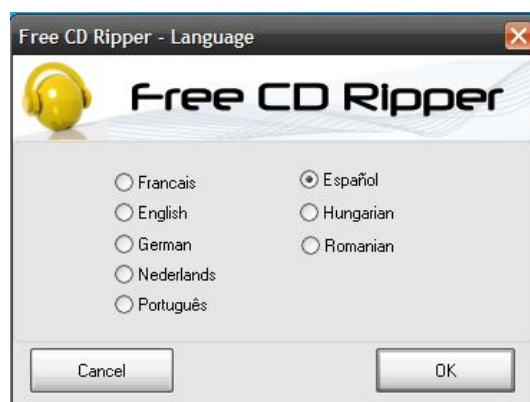 Free CD Ripper - Language
Free CD Ripper
Francais
English
German
Nederlands
Português
Español
Hungarian
Romanian
Cancel
OK